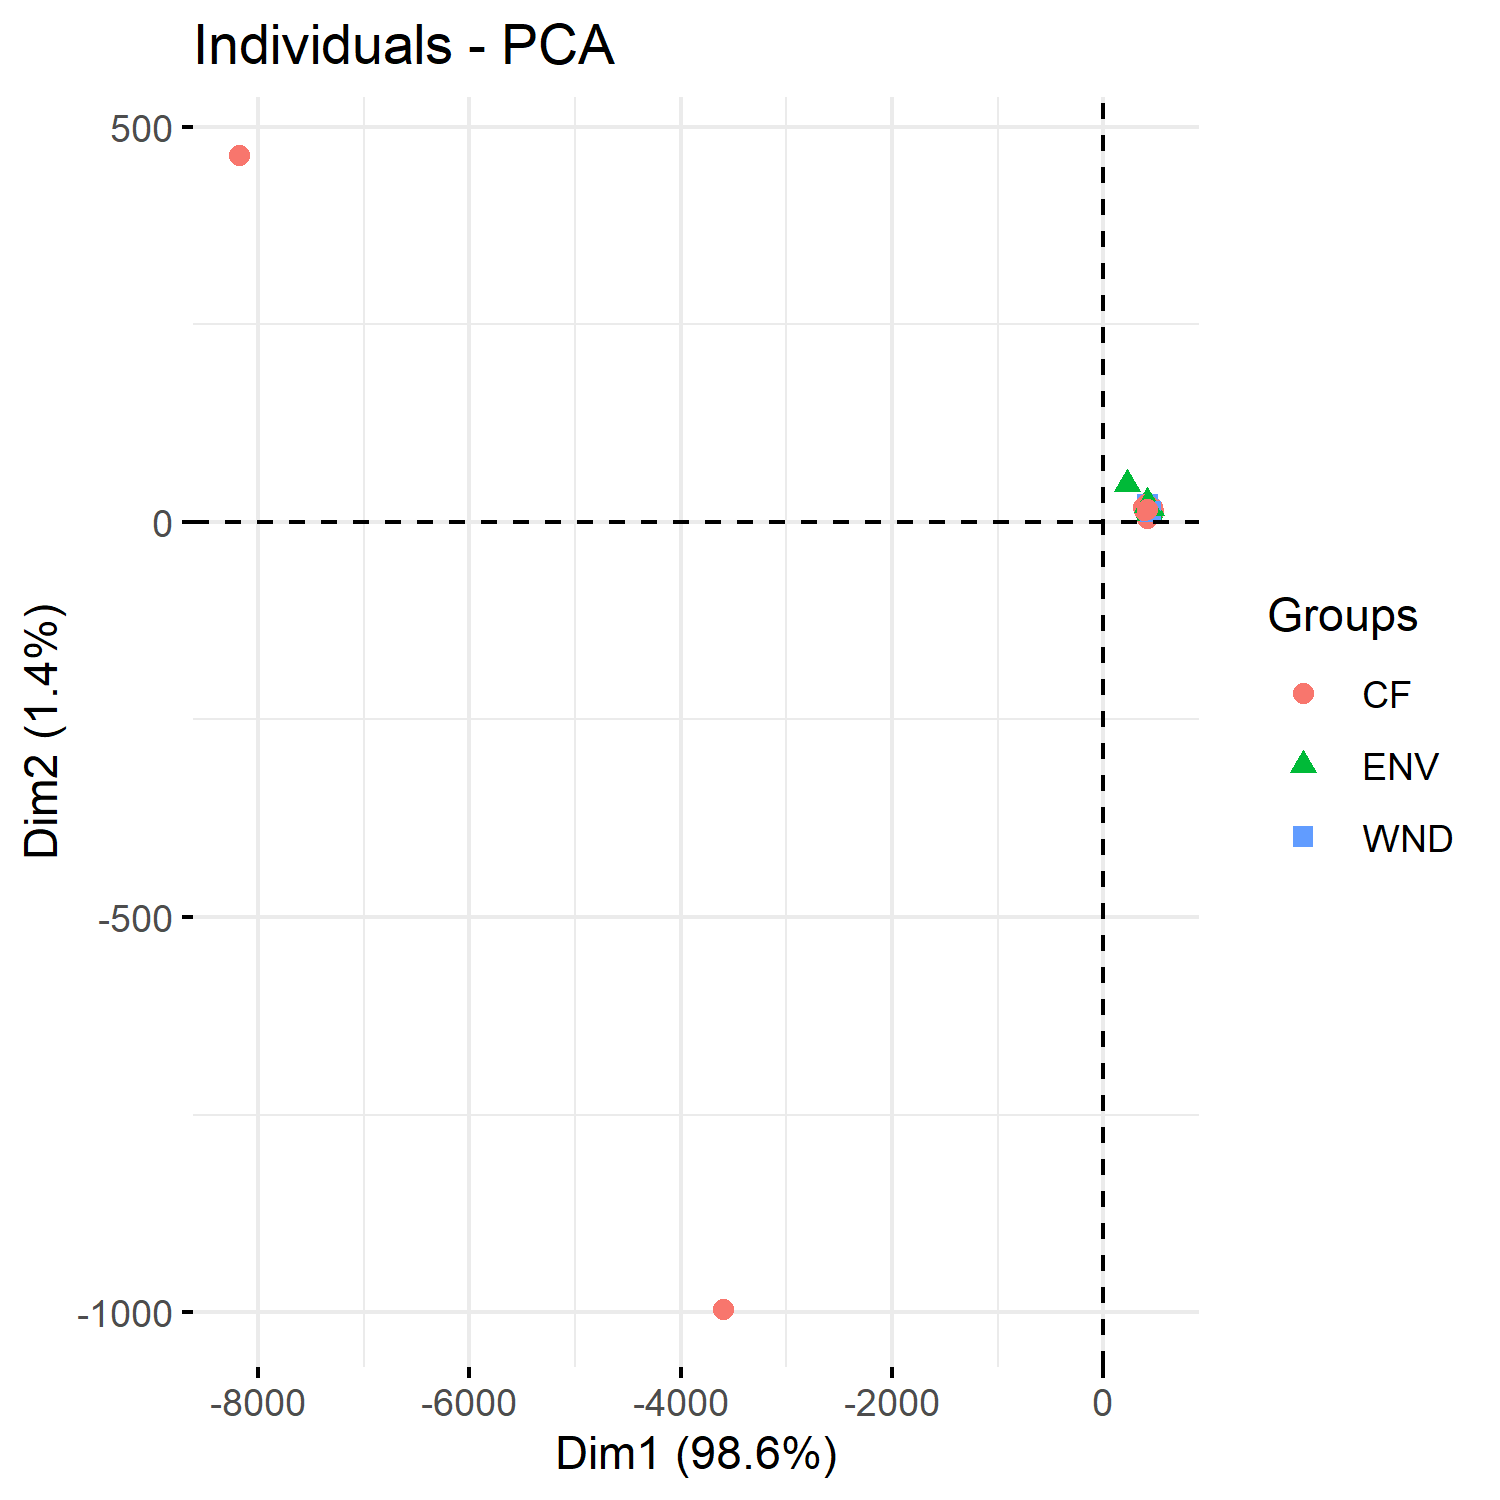 Individuals - PCA
500
0
-500
-1000
Dim2 (1.4%)
-8000 -6000 -4000 -2000 0
Dim1 (98.6%)
Groups
CF
ENV
WND